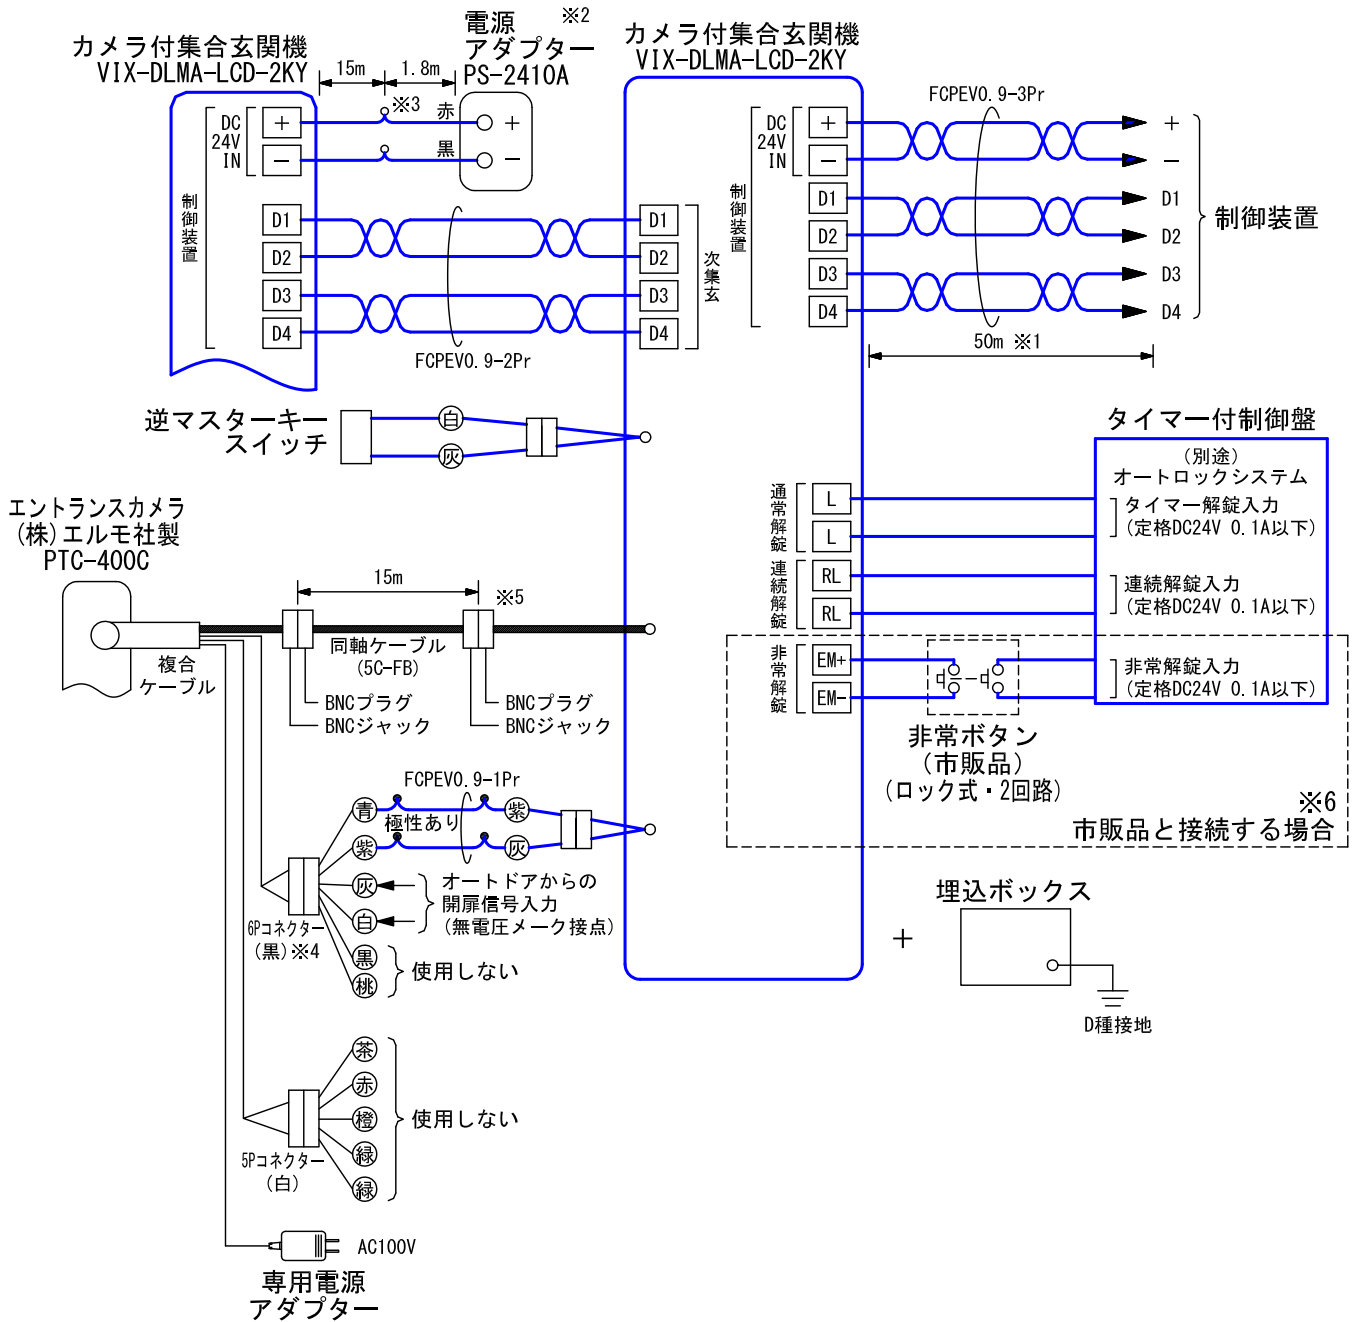 カメラ付集合玄関機
VIX-DLMA-LCD-2KY
15m
1.8m
電源 ※2
アダプター
PS-2410A
※3
赤
黒
+
−
DC
24V
IN
+
−
制御装置
D1
D2
D3
D4
FCPEV0.9-2Pr
カメラ付集合玄関機
VIX-DLMA-LCD-2KY
D1
D2
D3
D4
次集玄
制御装置
DC
24V
IN
+
−
D1
D2
D3
D4
FCPEV0.9-3Pr
+
−
D1
D2
D3
D4
制御装置
50m ※1
逆マスターキー
スイッチ
白
灰
タイマー付制御盤
(別途)
オートロックシステム
タイマー解錠入力
(定格DC24V 0.1A以下)
連続解錠入力
(定格DC24V 0.1A以下)
非常解錠入力
(定格DC24V 0.1A以下)
通常解錠
L
L
連続解錠
RL
RL
非常解錠
EM+
EM-
非常ボタン
(市販品)
(ロック式・2回路)
※6
市販品と接続する場合
エントランスカメラ
(株)エルモ社製
PTC-400C
複合
ケーブル
15m
※5
同軸ケーブル
(5C-FB)
BNCプラグ
BNCジャック
BNCプラグ
BNCジャック
FCPEV0.9-1Pr
極性あり
青
紫
灰
白
黒
桃
紫
灰
オートドアからの
開扉信号入力
(無電圧メーク接点)
使用しない
6Pコネクター
(黒)※4
茶
赤
橙
緑
緑
使用しない
5Pコネクター
(白)
AC100V
専用電源
アダプター
+
埋込ボックス
D種接地